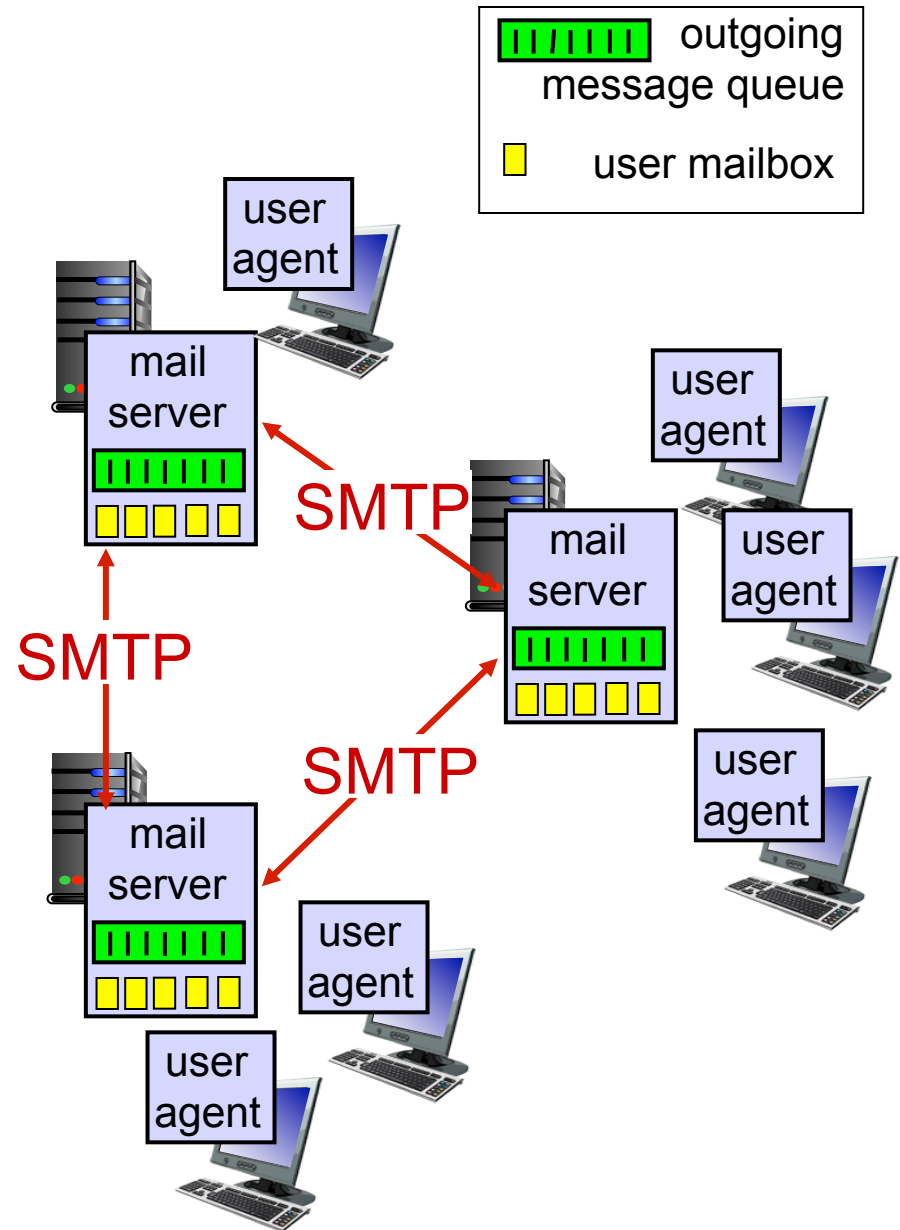 outgoing
message queue
user mailbox
user
agent
mail
server
SMTP
user
agent
mail
server
user
agent
SMTP
SMTP
user
agent
mail
server
user
agent
user
agent